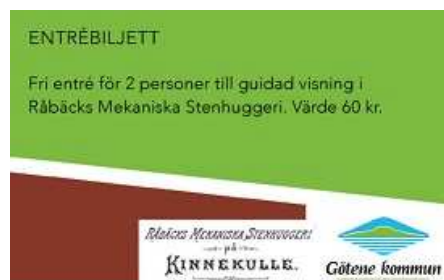 ENTRÉBILJETT
Fri entré för 2 personer till guidad visning i
Råbäcks Mekaniska Stenhuggeri. Värde 60 kr.
RÅBÄCKS MEKANISKA STENHUGGERI
på
KINNEKULLE.
Götene kommun